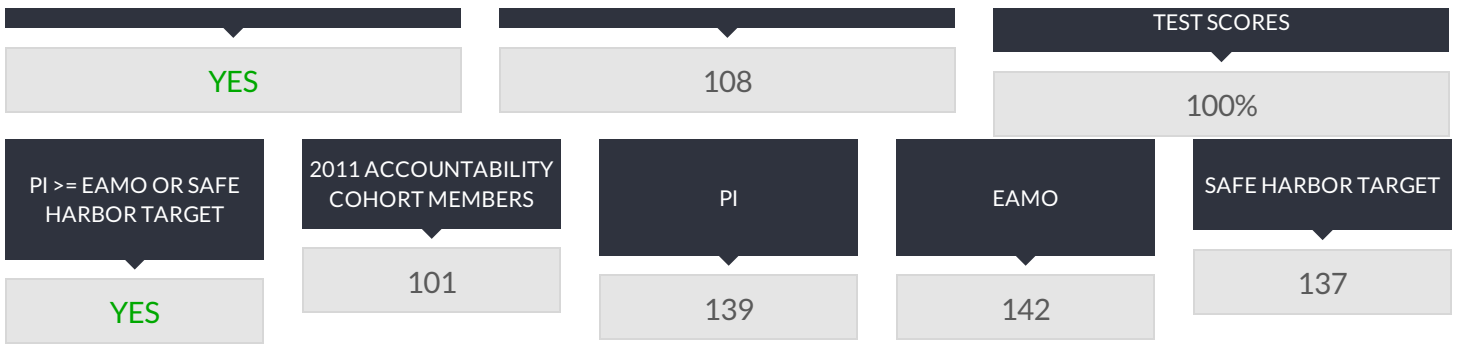 TEST SCORES
YES
108
100%
PI >= EAMO OR SAFE
HARBOR TARGET
2011 ACCOUNTABILITY
COHORT MEMBERS
PI
EAMO
SAFE HARBOR TARGET
YES
101
139
142
137